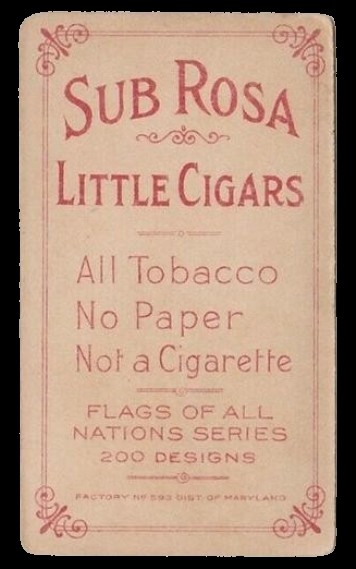 SUB ROSA
LITTLE CIGARS
All Tobacco
No Paper
Not a Cigarette
FLAGS OF ALL
NATIONS SERIES
200 DESIGNS
FACTORY Nº 593 DIST. OF MARYLAND